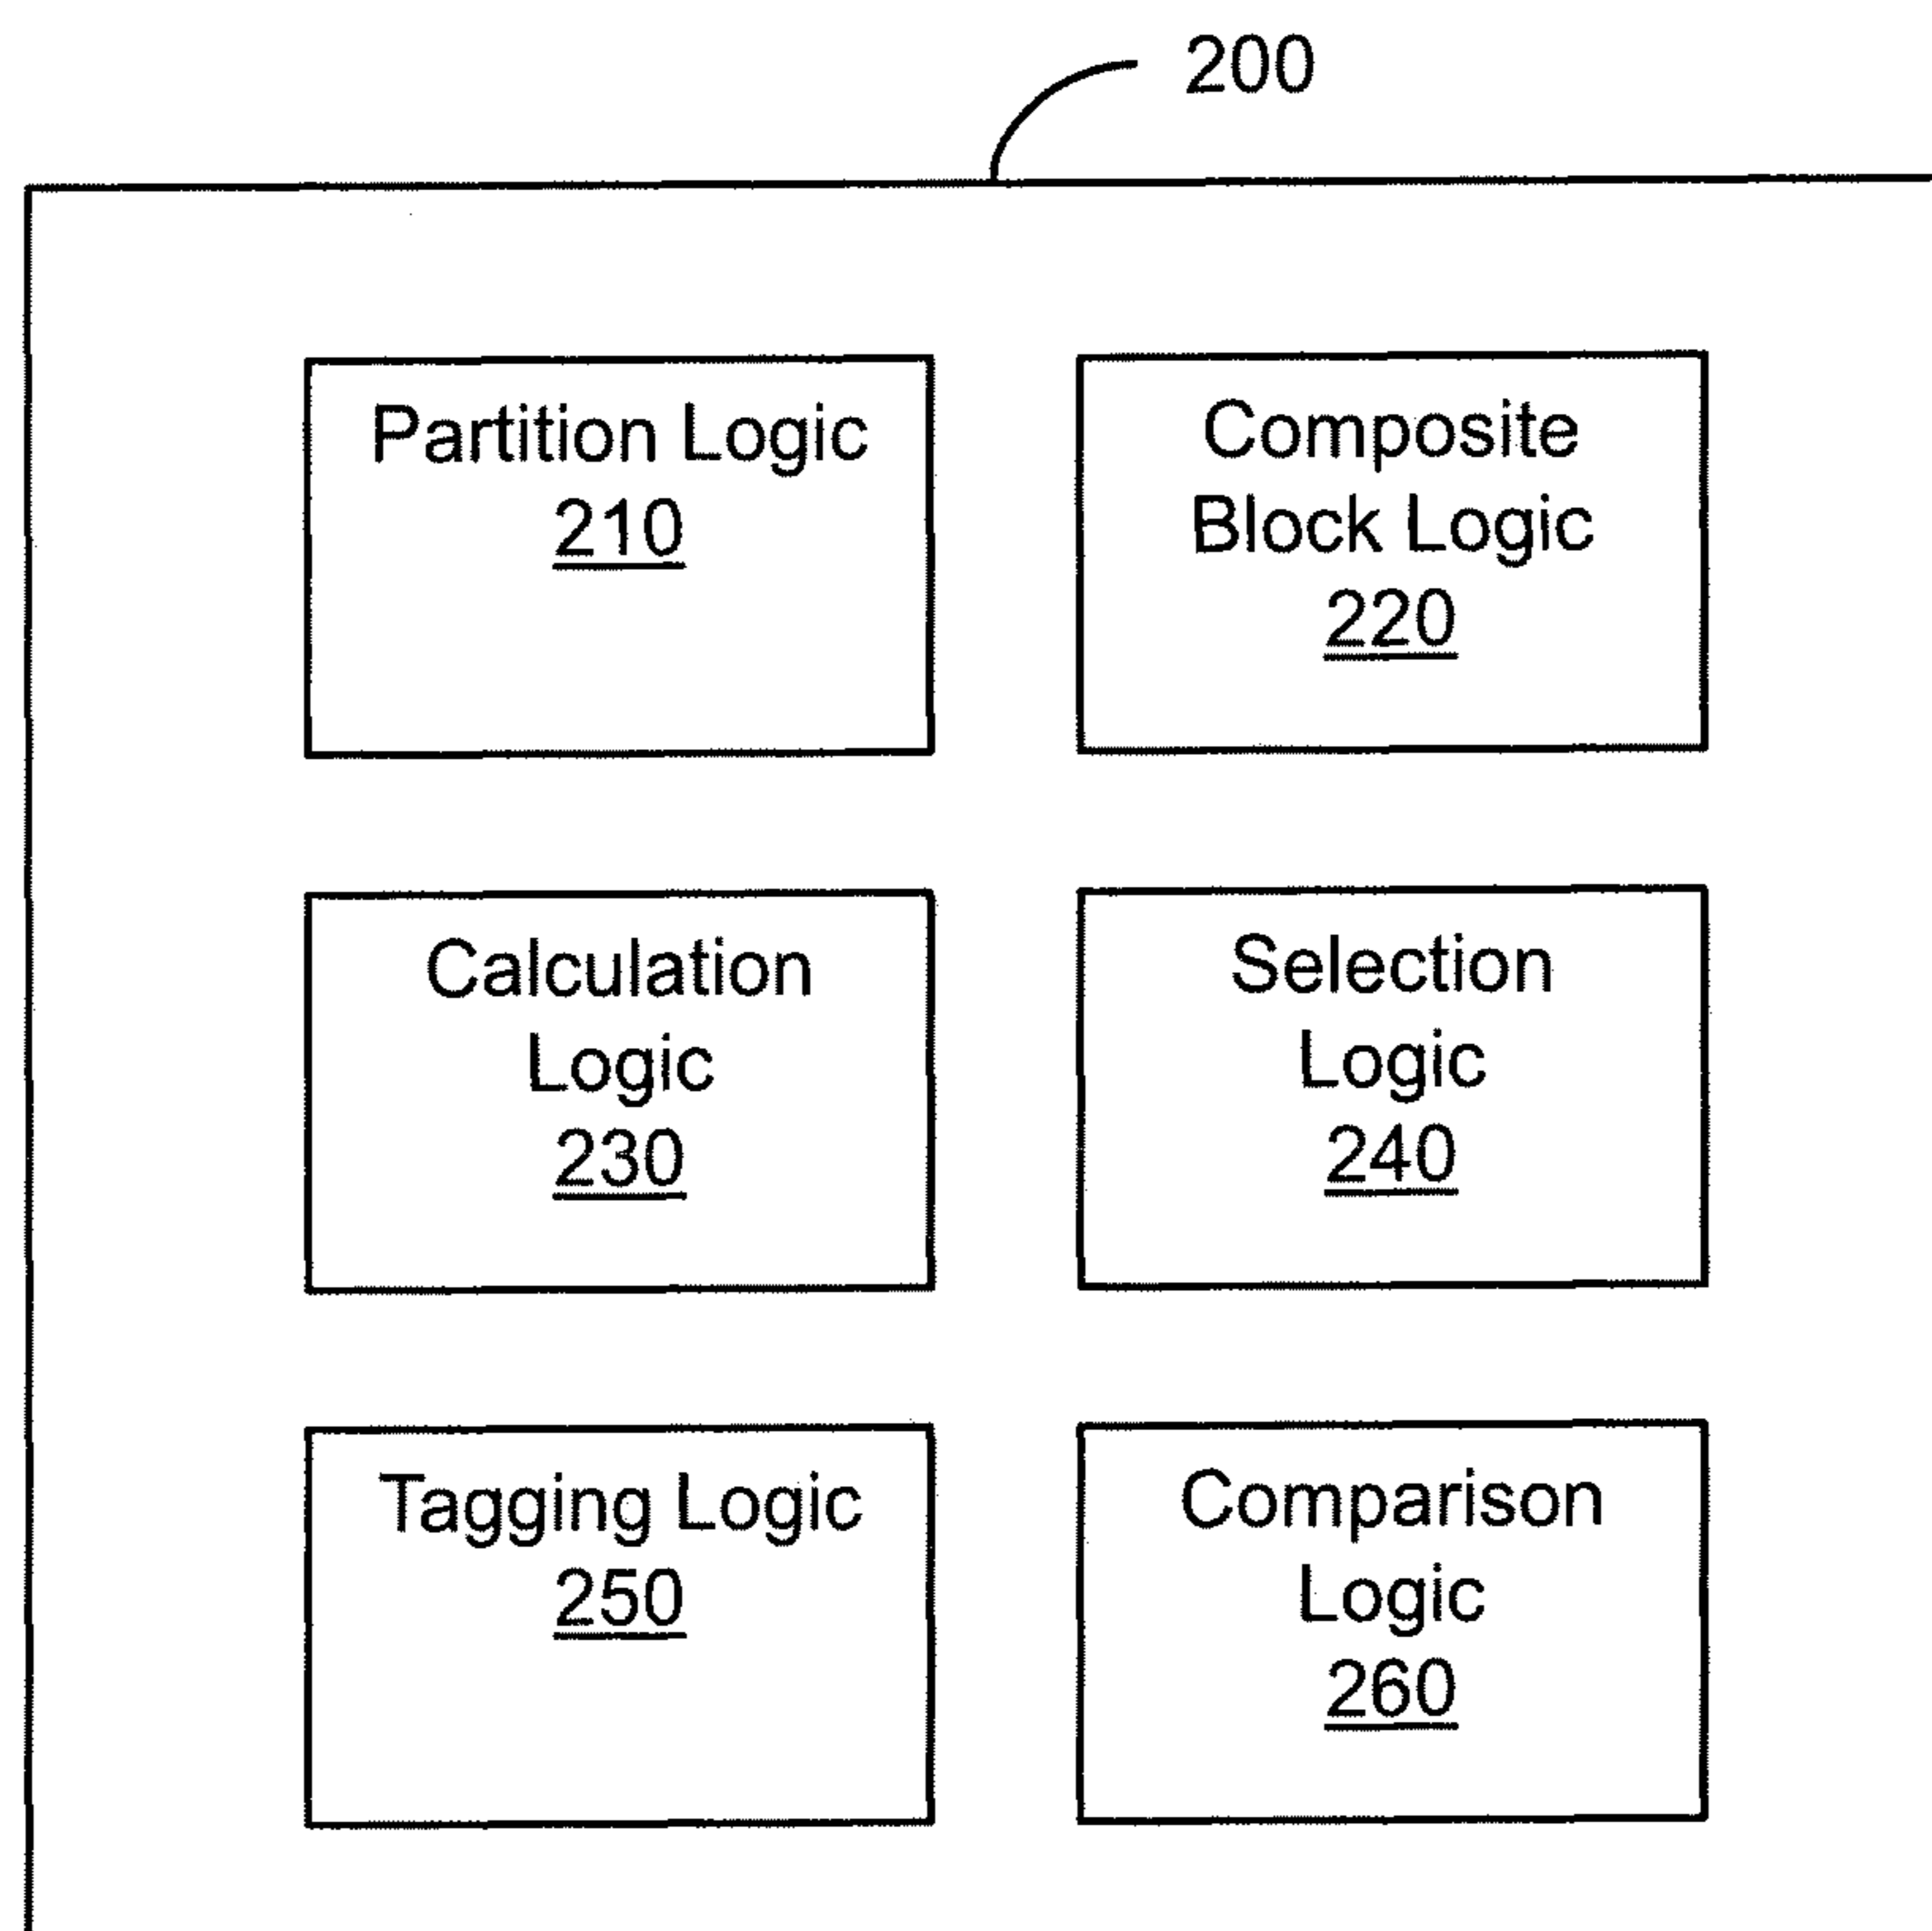 200
Partition Logic
210
Composite
Block Logic
220
Calculation
Logic
230
Selection
Logic
240
Tagging Logic
250
Comparison
Logic
260